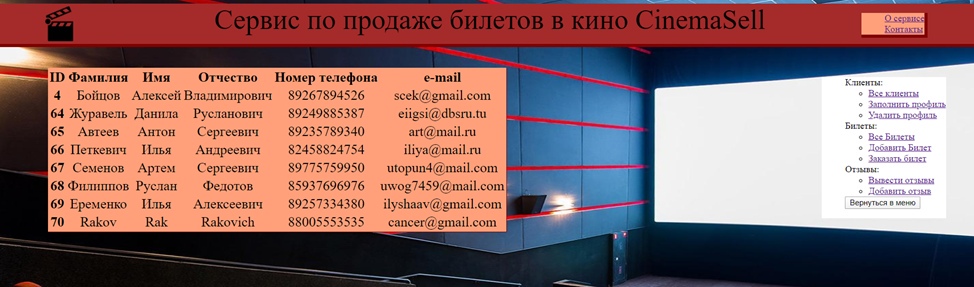 Сервис по продаже билетов в кино CinemaSell
О сервисе
Контакты
ID Фамилия Имя Отчество Номер телефона e-mail
4 Бойцов Алексей Владимирович 89267894526 scek@gmail.com
64 Журавель Данила Русланович 89249885387 eiigsi@dbsru.tu
65 Автеев Антон Сергеевич 89235789340 art@mail.ru
66 Петкевич Илья Андреевич 82458824754 iliya@mail.ru
67 Семенов Артем Сергеевич 89775759950 utopun4@mail.com
68 Филиппов Руслан Федотов 85937696976 uwog7459@mail.com
69 Еременко Илья Алексеевич 89257334380 ilyshaav@gmail.com
70 Rakov Rak Rakovich 88005553535 cancer@gmail.com
Клиенты:
Все клиенты
Заполнить профиль
Удалить профиль
Билеты:
Все Билеты
Добавить Билет
Заказать билет
Отзывы:
Вывести отзывы
Добавить отзыв
Вернуться в меню